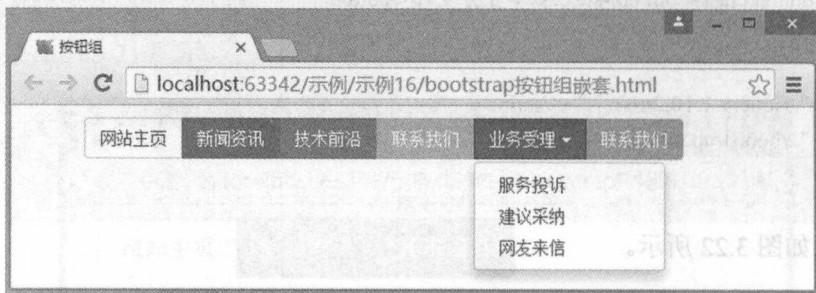 按钮组
localhost:63342/示例/示例16/bootstrap按钮组嵌套.html
网站主页 新闻资讯 技术前沿 联系我们 业务受理 联系我们
服务投诉
建议采纳
网友来信
如图 3.22 所示。